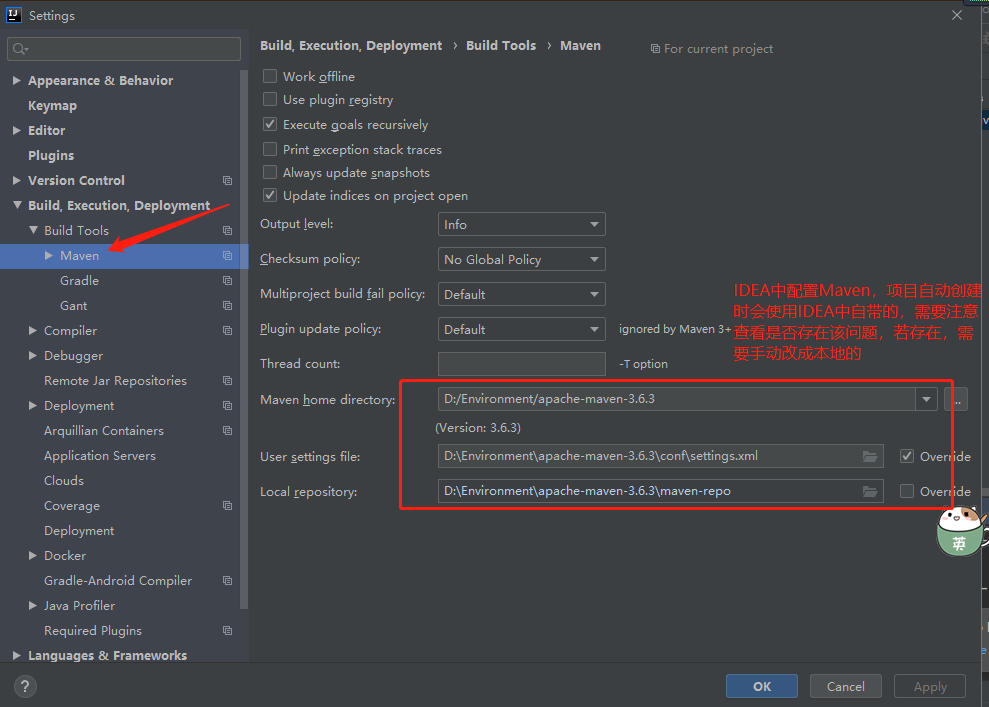 Settings
Build, Execution, Deployment › Build Tools › Maven
For current project
Appearance & Behavior
Keymap
Editor
Plugins
Version Control
Build, Execution, Deployment
Build Tools
Maven
Gradle
Gant
Compiler
Debugger
Remote Jar Repositories
Deployment
Arquillian Containers
Application Servers
Clouds
Coverage
Deployment
Docker
Gradle-Android Compiler
Java Profiler
Required Plugins
Languages & Frameworks
Work offline
Use plugin registry
Execute goals recursively
Print exception stack traces
Always update snapshots
Update indices on project open
Output level: Info
Checksum policy: No Global Policy
Multiproject build fail policy: Default
Plugin update policy: Default ignored by Maven 3+
Thread count: -T option
IDEA中配置Maven，项目自动创建
时会使用IDEA中自带的，需要注意
查看是否存在该问题，若存在，需
要手动改成本地的
Maven home directory: D:/Environment/apache-maven-3.6.3 ...
(Version: 3.6.3)
User settings file: D:\Environment\apache-maven-3.6.3\conf\settings.xml Override
Local repository: D:\Environment\apache-maven-3.6.3\maven-repo Override
英
? OK Cancel Apply